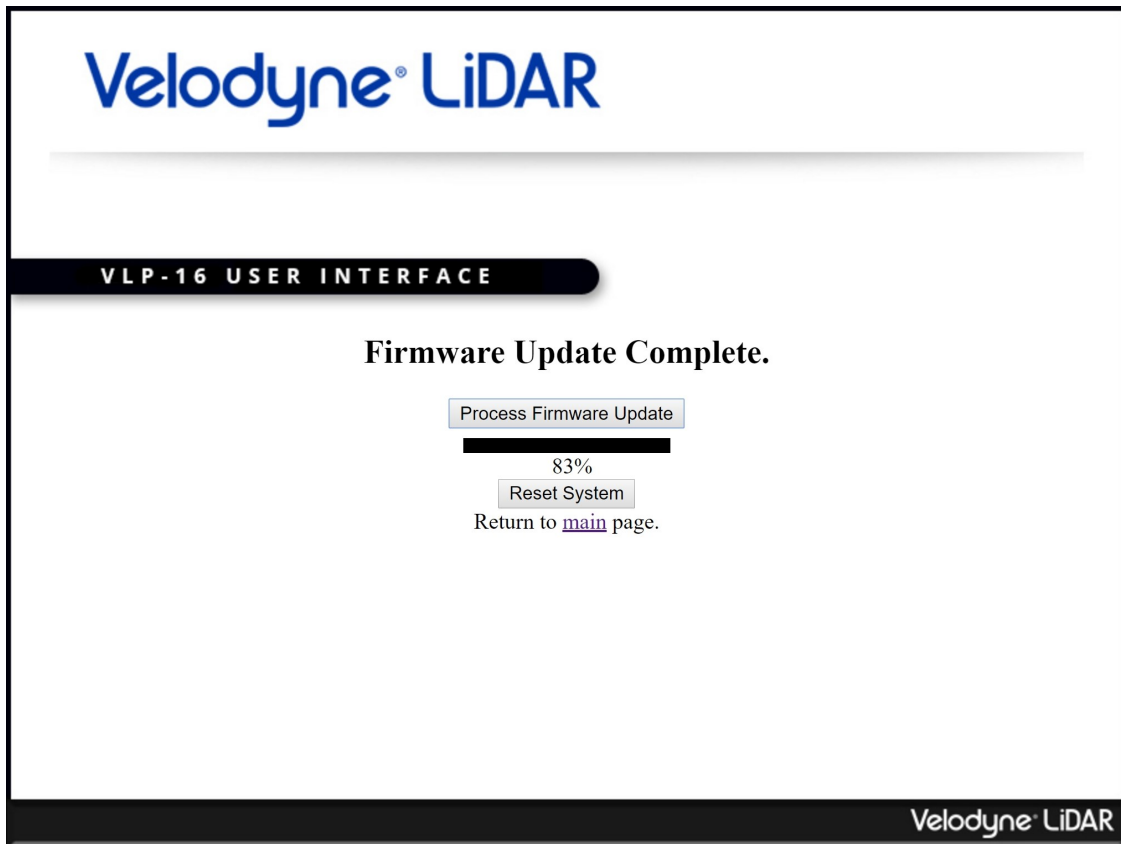 Velodyne® LiDAR
VLP-16 USER INTERFACE
Firmware Update Complete.
Process Firmware Update
83%
Reset System
Return to main page.
Velodyne LiDAR